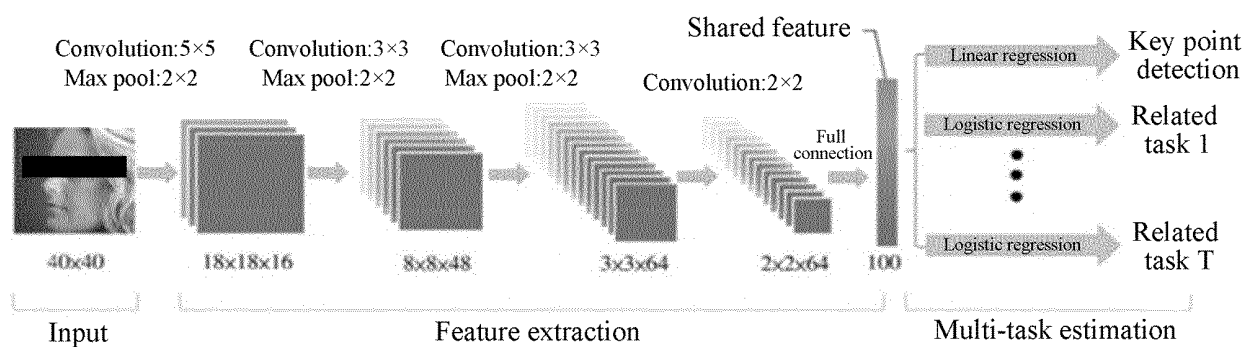 Shared feature
Convolution:5×5
Max pool:2×2
Convolution:3×3
Max pool:2×2
Convolution:3×3
Max pool:2×2
Convolution:2×2
Full
connection
Linear regression
Key point
detection
Logistic regression
Related
task 1
Logistic regression
Related
task T
40x40
18x18x16
8x8x48
3x3x64
2x2x64
100
Input
Feature extraction
Multi-task estimation